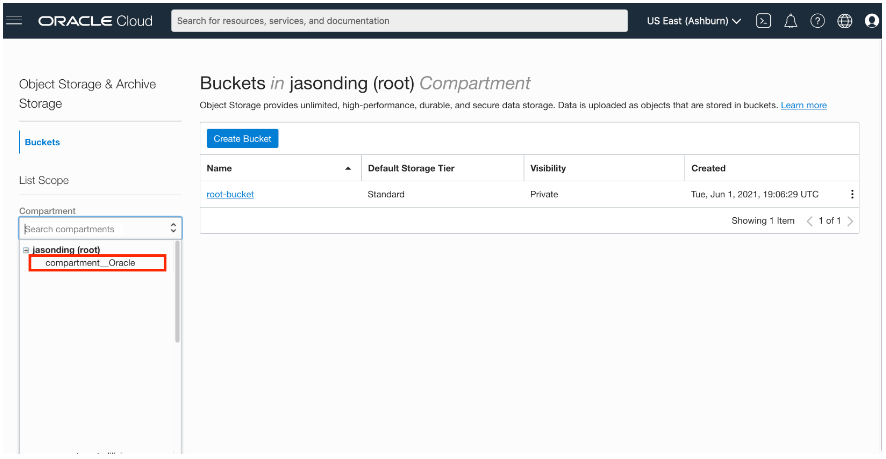 ORACLE Cloud
Search for resources, services, and documentation
US East (Ashburn)
Object Storage & Archive
Storage
Buckets
List Scope
Compartment
Search compartments
jasonding (root)
compartment__Oracle
Buckets in jasonding (root) Compartment
Object Storage provides unlimited, high-performance, durable, and secure data storage. Data is uploaded as objects that are stored in buckets. Learn more
Create Bucket
Name Default Storage Tier Visibility Created
root-bucket Standard Private Tue, Jun 1, 2021, 19:06:29 UTC
Showing 1 Item 1 of 1